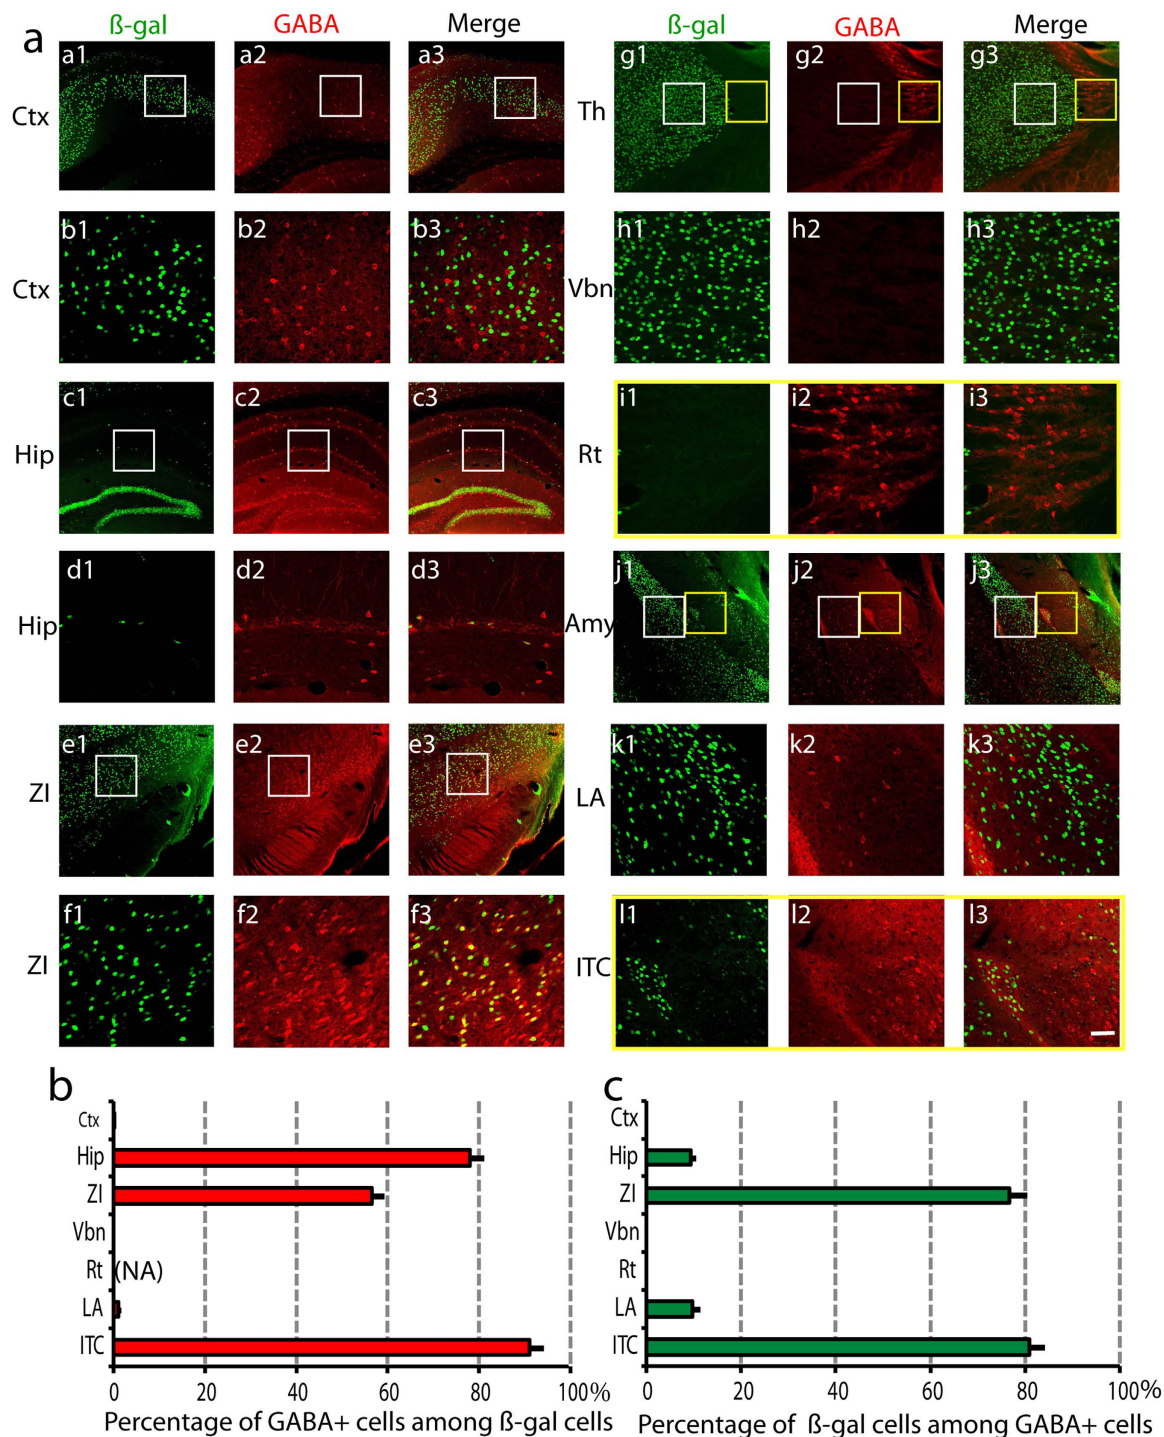 a
ß-gal GABA Merge ß-gal GABA Merge
Ctx a1 a2 a3 Th g1 g2 g3
Ctx b1 b2 b3 Vbn h1 h2 h3
Hip c1 c2 c3 Rt i1 i2 i3
Hip d1 d2 d3 Amy j1 j2 j3
ZI e1 e2 e3 LA k1 k2 k3
ZI f1 f2 f3 ITC l1 l2 l3
b
Ctx
Hip
ZI
Vbn
Rt (NA)
LA
ITC
0 20 40 60 80 100%
Percentage of GABA+ cells among ß-gal cells
c
Ctx
Hip
ZI
Vbn
Rt
LA
ITC
0 20 40 60 80 100%
Percentage of ß-gal cells among GABA+ cells